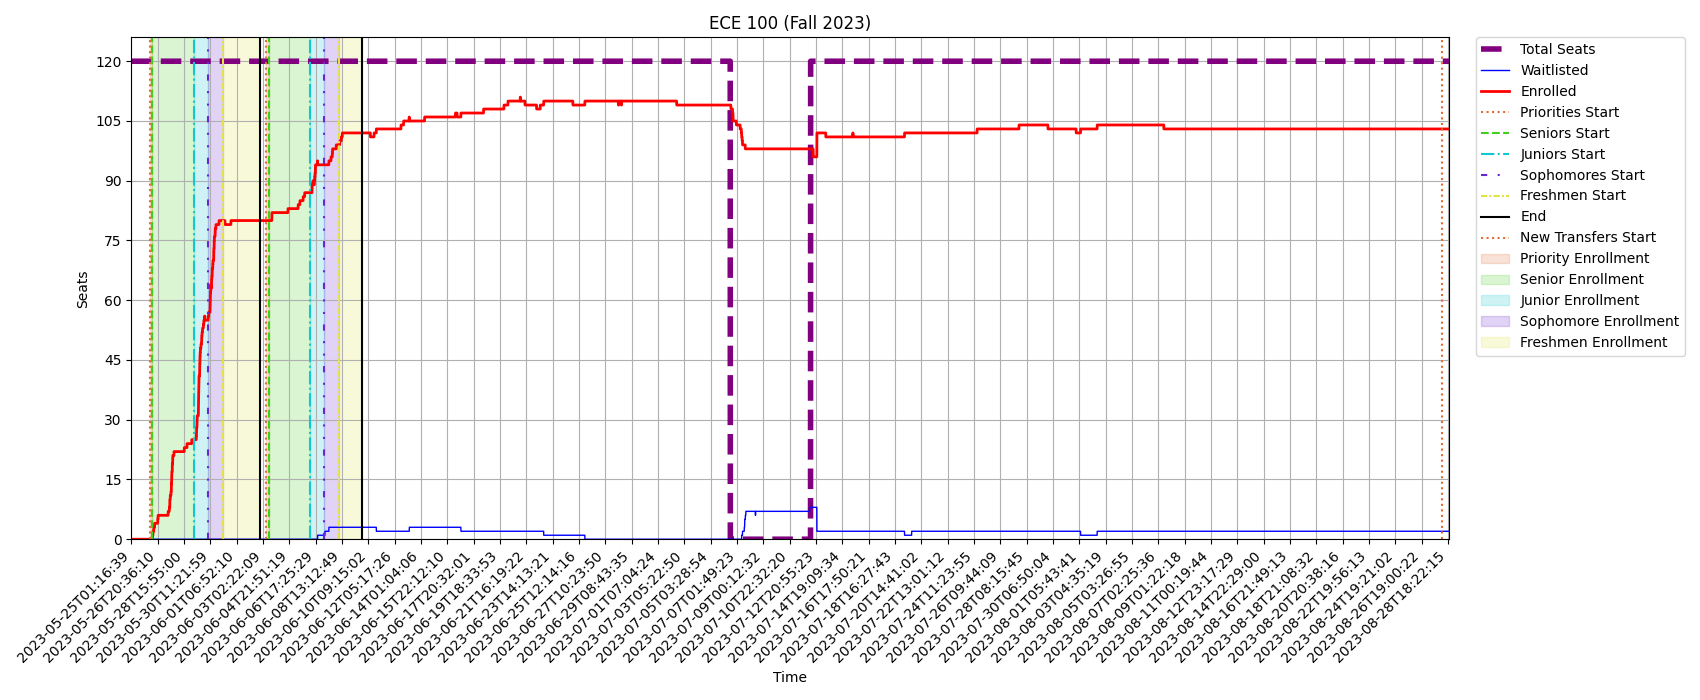 ECE 100 (Fall 2023)
120
105
90
75
60
45
30
15
0
Seats
2023-05-25T01:16:39
2023-05-26T20:36:10
2023-05-28T15:55:00
2023-05-30T11:21:59
2023-06-01T06:52:10
2023-06-03T02:22:09
2023-06-04T21:51:19
2023-06-06T17:25:29
2023-06-08T13:12:49
2023-06-10T09:15:02
2023-06-12T05:17:26
2023-06-14T01:04:06
2023-06-15T22:12:10
2023-06-17T20:32:01
2023-06-19T18:33:53
2023-06-21T16:19:22
2023-06-23T14:13:21
2023-06-25T12:14:16
2023-06-27T10:23:50
2023-06-29T08:43:35
2023-07-01T07:04:24
2023-07-03T05:22:50
2023-07-05T03:28:54
2023-07-07T01:49:23
2023-07-09T00:12:32
2023-07-10T22:32:20
2023-07-12T20:55:23
2023-07-14T19:09:34
2023-07-16T17:50:21
2023-07-18T16:27:43
2023-07-20T14:41:02
2023-07-22T13:01:12
2023-07-24T11:23:55
2023-07-26T09:44:09
2023-07-28T08:15:45
2023-07-30T06:50:04
2023-08-01T05:43:41
2023-08-03T04:35:19
2023-08-05T03:26:55
2023-08-07T02:25:36
2023-08-09T01:22:18
2023-08-11T00:19:44
2023-08-12T23:17:29
2023-08-14T22:29:00
2023-08-16T21:49:13
2023-08-18T21:08:32
2023-08-20T20:38:16
2023-08-22T19:56:13
2023-08-24T19:21:02
2023-08-26T19:00:22
2023-08-28T18:22:15
Time
Total Seats
Waitlisted
Enrolled
Priorities Start
Seniors Start
Juniors Start
Sophomores Start
Freshmen Start
End
New Transfers Start
Priority Enrollment
Senior Enrollment
Junior Enrollment
Sophomore Enrollment
Freshmen Enrollment